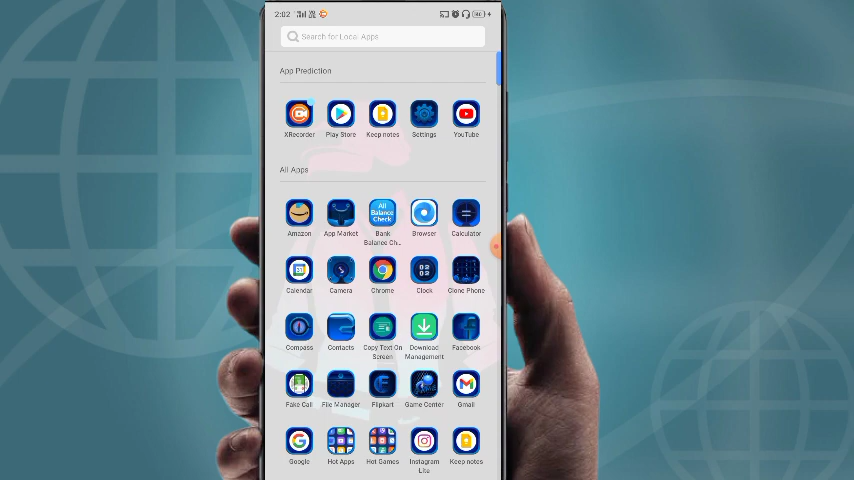 2:02
Search for Local Apps
App Prediction
XRecorder Play Store Keep notes Settings YouTube
All Apps
All
Balance
Check
Amazon App Market Bank Balance Ch... Browser Calculator
Calendar Camera Chrome Clock Clone Phone
Compass Contacts Copy Text On Screen Download Management Facebook
Fake Call File Manager Flipkart Game Center Gmail
Google Hot Apps Hot Games Instagram Lite Keep notes